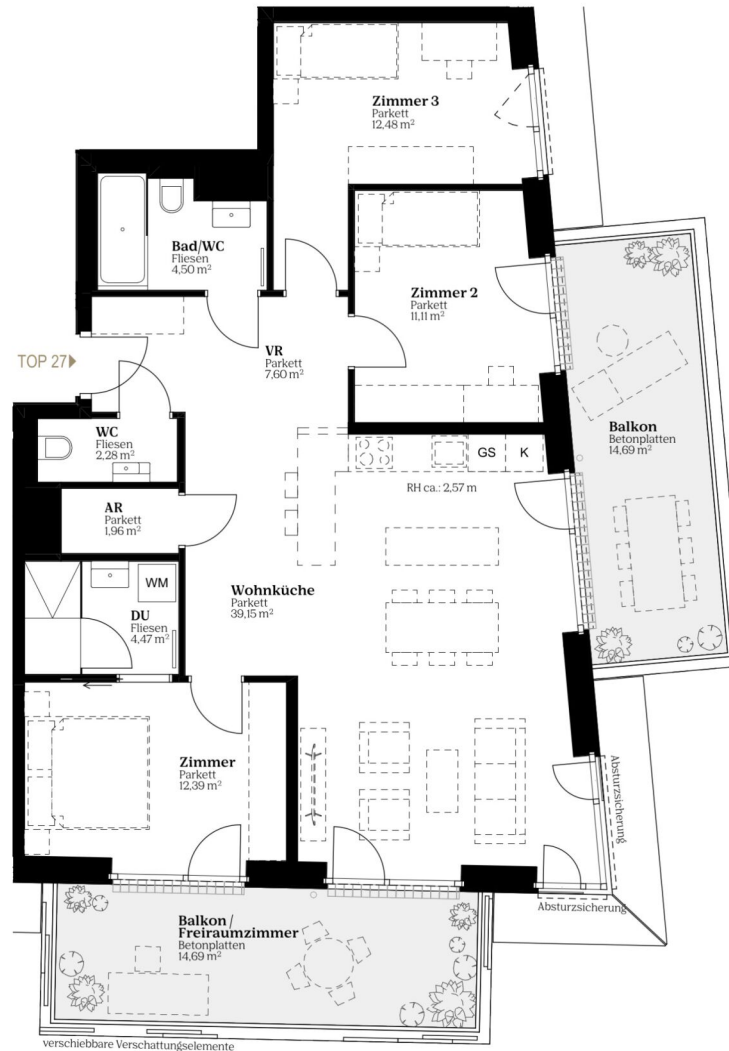 Zimmer 3
Parkett
12,48 m²
Bad/WC
Fliesen
4,50 m²
Zimmer 2
Parkett
11,11 m²
VR
Parkett
7,60 m²
TOP 27
WC
Fliesen
2,28 m²
Balkon
Betonplatten
14,69 m²
GS
K
RH ca.: 2,57 m
AR
Parkett
1,96 m²
WM
DU
Fliesen
4,47 m²
Wohnküche
Parkett
39,15 m²
Zimmer
Parkett
12,39 m²
Absturzsicherung
Absturzsicherung
Balkon/
Freiraumzimmer
Betonplatten
14,69 m²
verschiebbare Verschattungselemente